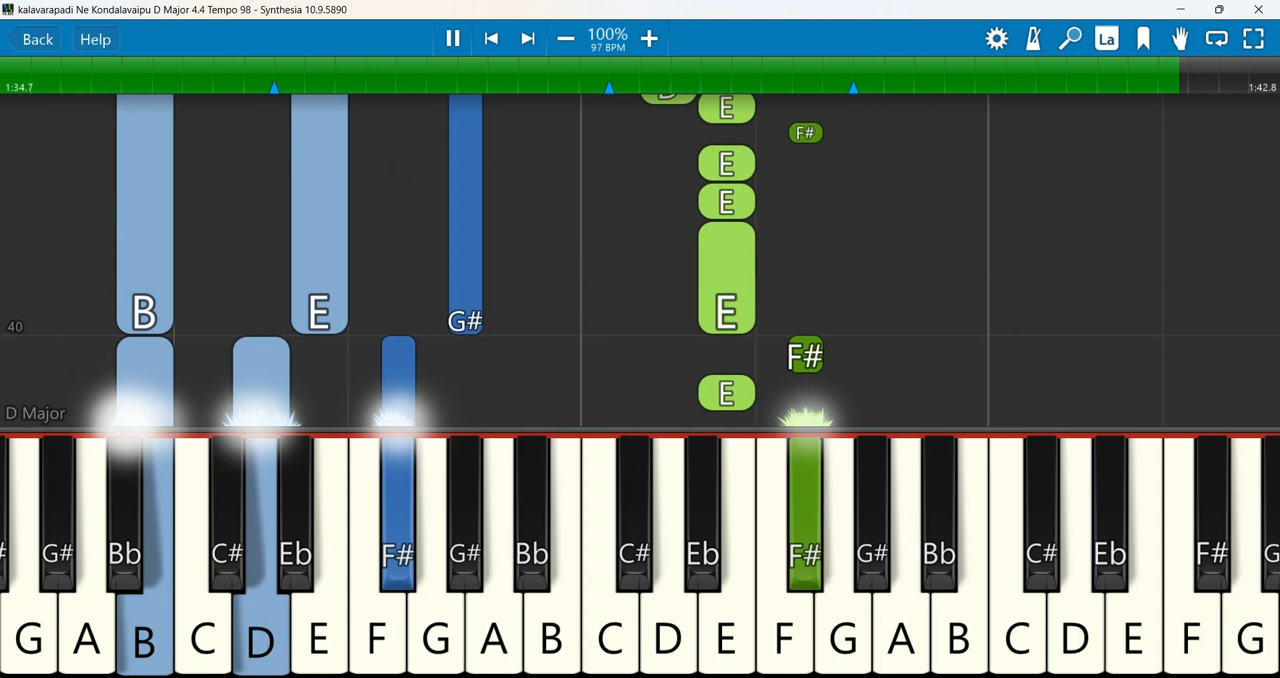 kalavarapadi Ne Kondalavaipu D Major 4.4 Tempo 98 - Synthesia 10.9.5890
Back Help 100% La
97 BPM
1:34.7 1:42.8
E
F#
E
E
B E E G#
40
F#
E
D Major
G# Bb C# Eb F# G# Bb C# Eb F# G# Bb C# Eb F# G
G A B C D E F G A B C D E F G A B C D E F G